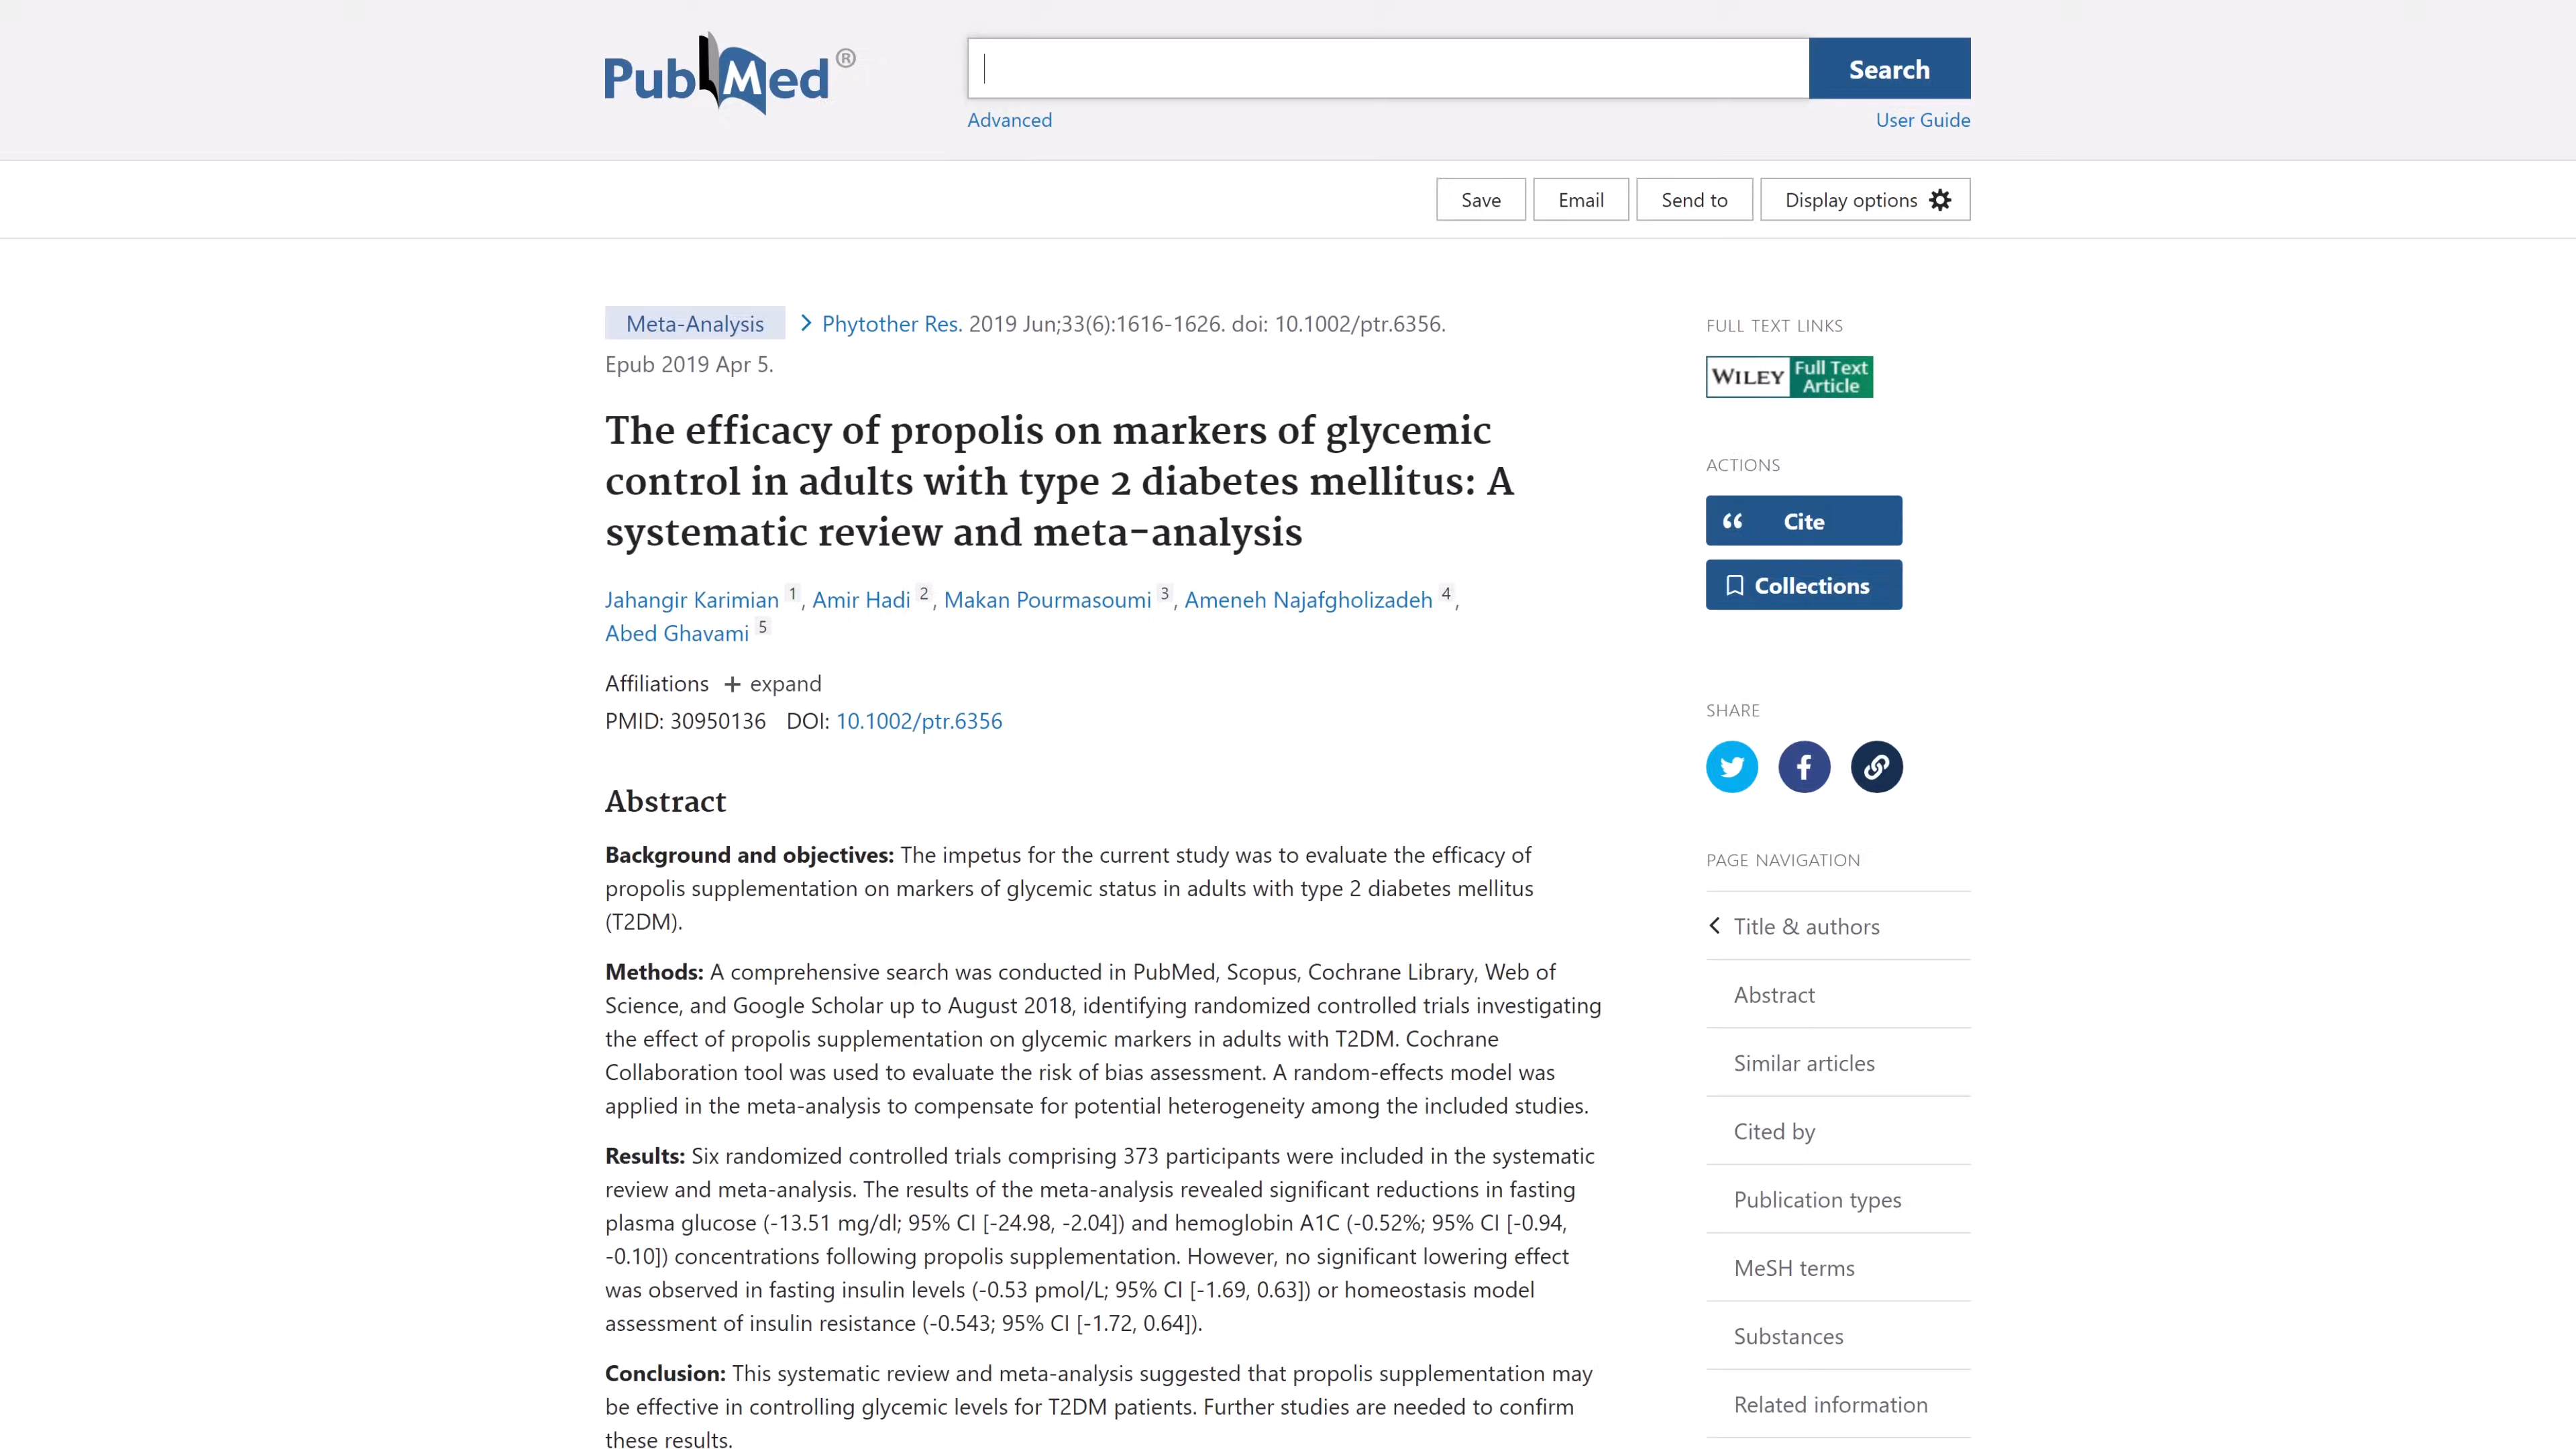 PubMed®
Search
Advanced
User Guide
Save
Email
Send to
Display options
Meta-Analysis
Phytother Res. 2019 Jun;33(6):1616-1626. doi: 10.1002/ptr.6356.
Epub 2019 Apr 5.
The efficacy of propolis on markers of glycemic
control in adults with type 2 diabetes mellitus: A
systematic review and meta-analysis
Jahangir Karimian 1, Amir Hadi 2, Makan Pourmasoumi 3, Ameneh Najafgholizadeh 4,
Abed Ghavami 5
Affiliations + expand
PMID: 30950136 DOI: 10.1002/ptr.6356
Abstract
Background and objectives: The impetus for the current study was to evaluate the efficacy of
propolis supplementation on markers of glycemic status in adults with type 2 diabetes mellitus
(T2DM).
Methods: A comprehensive search was conducted in PubMed, Scopus, Cochrane Library, Web of
Science, and Google Scholar up to August 2018, identifying randomized controlled trials investigating
the effect of propolis supplementation on glycemic markers in adults with T2DM. Cochrane
Collaboration tool was used to evaluate the risk of bias assessment. A random-effects model was
applied in the meta-analysis to compensate for potential heterogeneity among the included studies.
Results: Six randomized controlled trials comprising 373 participants were included in the systematic
review and meta-analysis. The results of the meta-analysis revealed significant reductions in fasting
plasma glucose (-13.51 mg/dl; 95% CI [-24.98, -2.04]) and hemoglobin A1C (-0.52%; 95% CI [-0.94,
-0.10]) concentrations following propolis supplementation. However, no significant lowering effect
was observed in fasting insulin levels (-0.53 pmol/L; 95% CI [-1.69, 0.63]) or homeostasis model
assessment of insulin resistance (-0.543; 95% CI [-1.72, 0.64]).
Conclusion: This systematic review and meta-analysis suggested that propolis supplementation may
be effective in controlling glycemic levels for T2DM patients. Further studies are needed to confirm
these results.
FULL TEXT LINKS
WILEY Full Text
Article
ACTIONS
Cite
Collections
SHARE
PAGE NAVIGATION
Title & authors
Abstract
Similar articles
Cited by
Publication types
MeSH terms
Substances
Related information